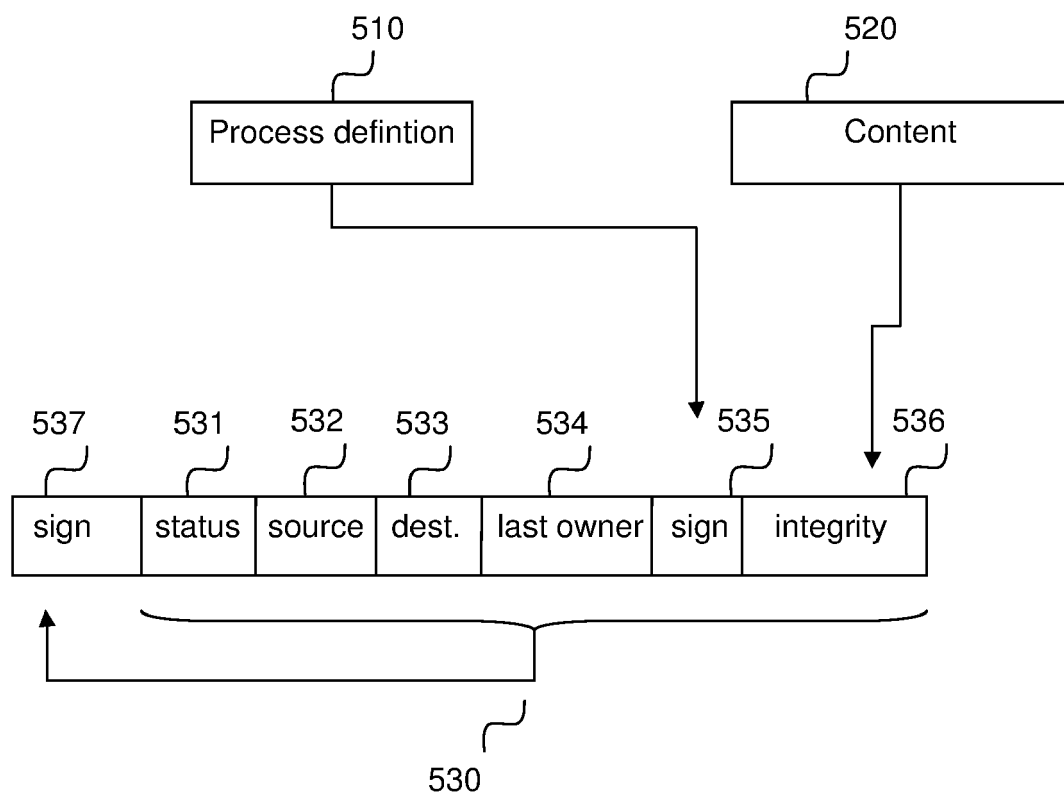 510
520
Process defintion
Content
537
531
532
533
534
535
536
sign
status
source
dest.
last owner
sign
integrity
530